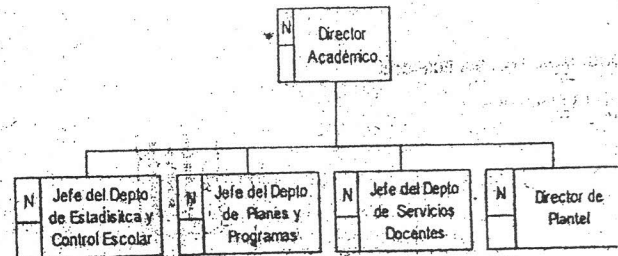 N Director
Académico
N Jefe del Depto
de Estadisitca y
Control Escolar
N Jefe del Depto
de Planes y
Programas
N Jefe del Depto
de Servicios
Docentes
N Director de
Plantel